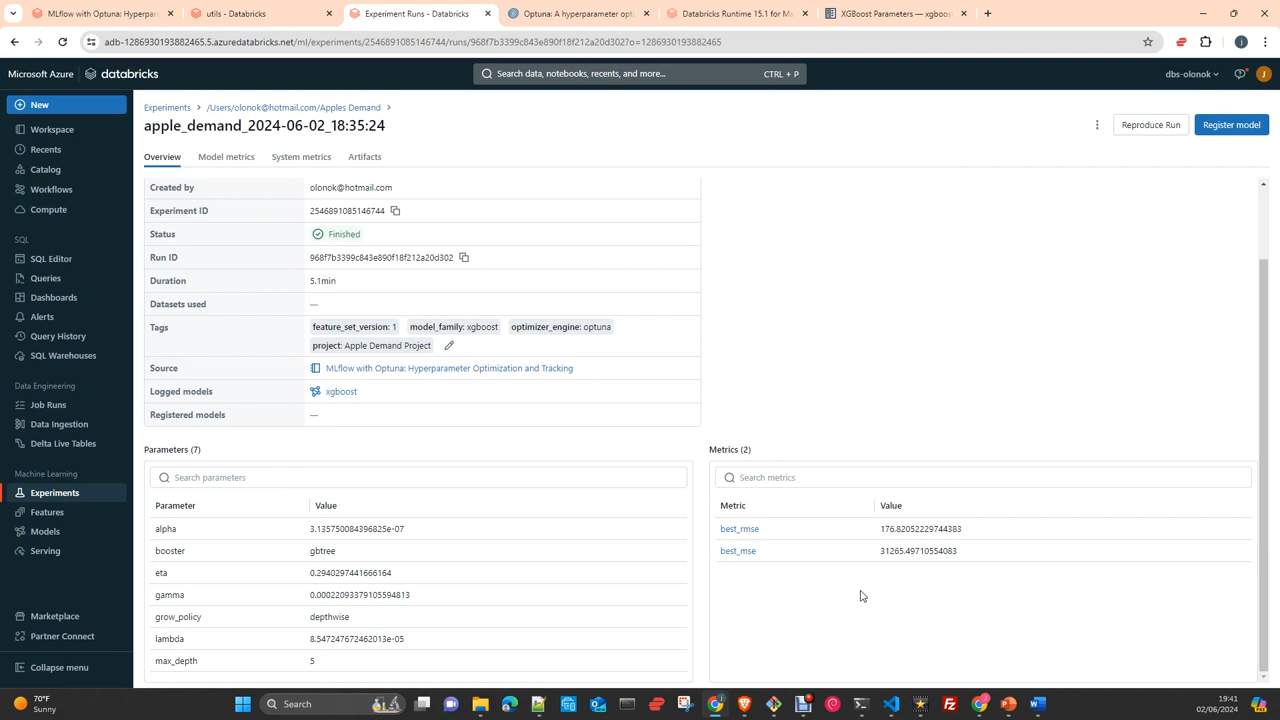 MLflow with Optuna: Hyperparam
utils - Databricks
Experiment Runs - Databricks
Optuna: A hyperparameter opti
Databricks Runtime 15.1 for Ma
XGBoost Parameters — xgboos
adb-1286930193882465.5.azuredatabricks.net/ml/experiments/2546891085146744/runs/968f7b3399c843e890f18f212a20d302?o=1286930193882465
Microsoft Azure
databricks
Search data, notebooks, recents, and more...
CTRL + P
dbs-olonok
J
New
Workspace
Recents
Catalog
Workflows
Compute
SQL
SQL Editor
Queries
Dashboards
Alerts
Query History
SQL Warehouses
Data Engineering
Job Runs
Data Ingestion
Delta Live Tables
Machine Learning
Experiments
Features
Models
Serving
Marketplace
Partner Connect
Collapse menu
Experiments > /Users/olonok@hotmail.com/Apples Demand >
apple_demand_2024-06-02_18:35:24
Reproduce Run
Register model
Overview
Model metrics
System metrics
Artifacts
Created by olonok@hotmail.com
Experiment ID 2546891085146744
Status Finished
Run ID 968f7b3399c843e890f18f212a20d302
Duration 5.1min
Datasets used —
Tags feature_set_version: 1 model_family: xgboost optimizer_engine: optuna
project: Apple Demand Project
Source MLflow with Optuna: Hyperparameter Optimization and Tracking
Logged models xgboost
Registered models —
Parameters (7)
Search parameters
Parameter Value
alpha 3.135750084396825e-07
booster gbtree
eta 0.2940297441666164
gamma 0.00022093379105594813
grow_policy depthwise
lambda 8.547247672462013e-05
max_depth 5
Metrics (2)
Search metrics
Metric Value
best_rmse 176.82052229744383
best_mse 31265.49710554083
70°F
Sunny
Search
19:41
02/06/2024